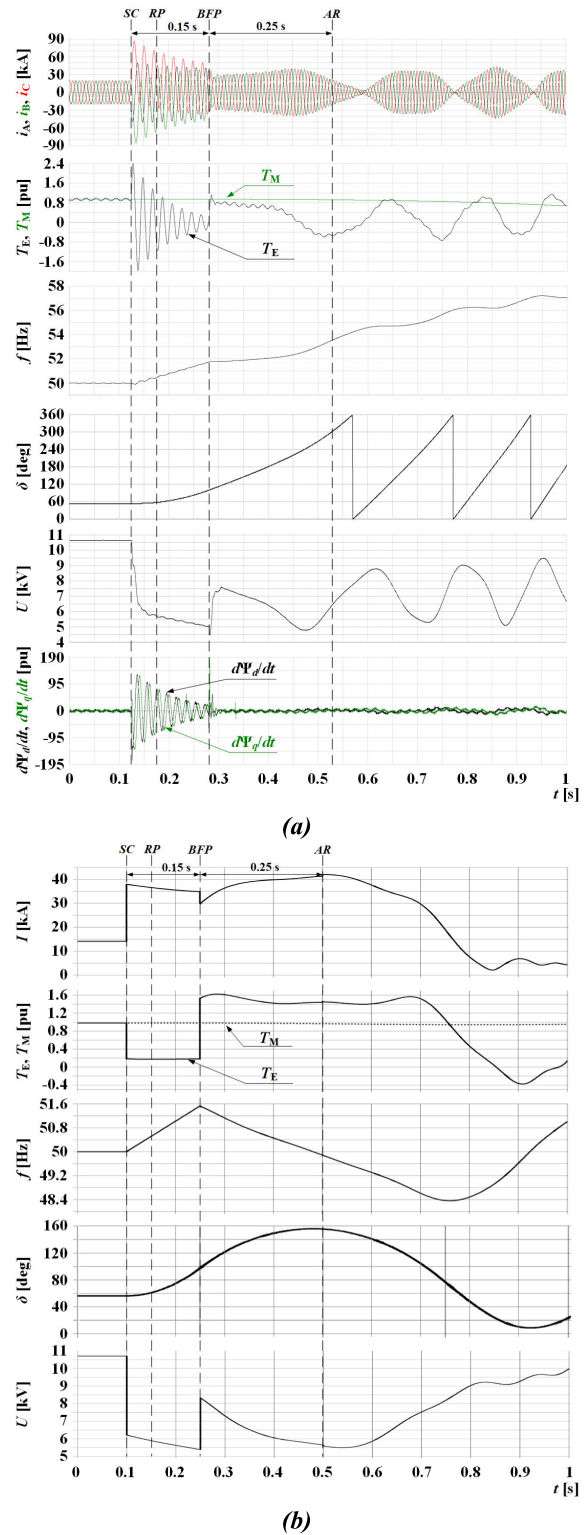 SC RP BFP AR
0.15 s 0.25 s
iA, iB, iC [kA]
90
60
30
0
-30
-60
-90
TE, TM [pu]
2.4
1.6
0.8
0
-0.8
-1.6
TM
TE
f [Hz]
58
56
54
52
50
δ [deg]
360
300
240
180
120
60
0
U [kV]
11
10
9
8
7
6
5
4
dΨd/dt, dΨq/dt [pu]
190
95
0
-95
-195
dΨd/dt
dΨq/dt
0 0.1 0.2 0.3 0.4 0.5 0.6 0.7 0.8 0.9 1
t [s]
(a)
SC RP BFP AR
0.15 s 0.25 s
I [kA]
40
30
20
10
0
TE, TM [pu]
1.6
1.2
0.8
0.4
0
-0.4
TM
TE
f [Hz]
51.6
50.8
50
49.2
48.4
δ [deg]
160
120
80
40
0
U [kV]
11
10
9
8
7
6
5
0 0.1 0.2 0.3 0.4 0.5 0.6 0.7 0.8 0.9 1
t [s]
(b)